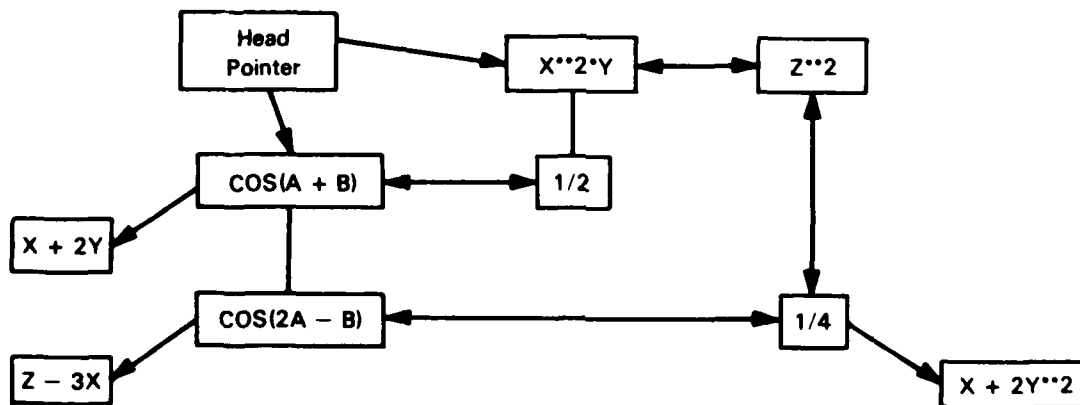 Head
Pointer
X**2*Y
Z**2
COS(A + B)
1/2
X + 2Y
COS(2A − B)
1/4
Z − 3X
X + 2Y**2